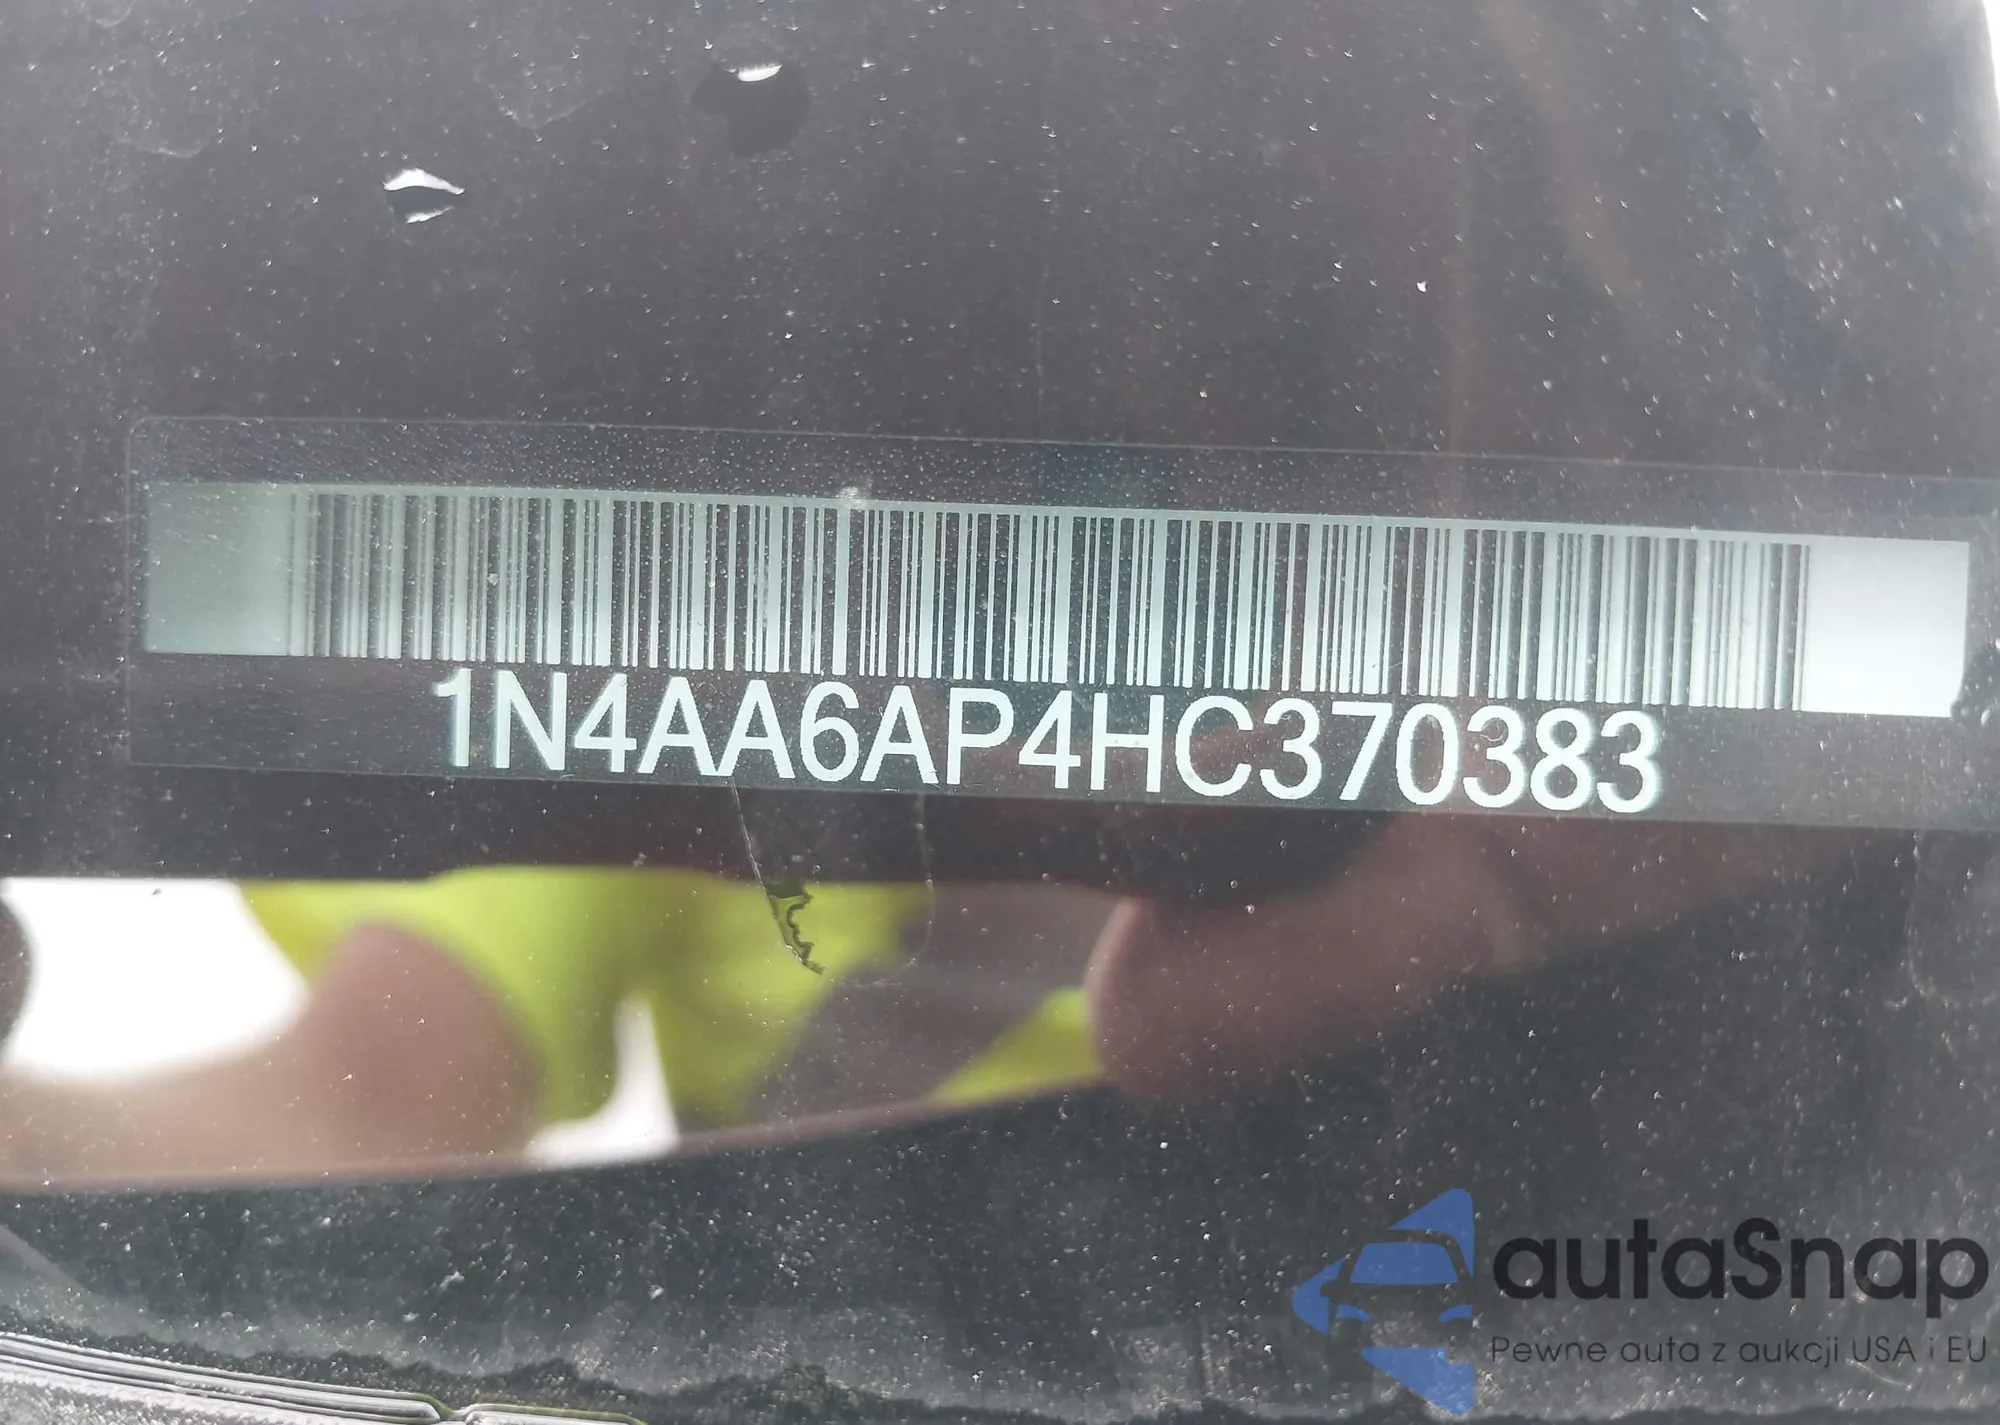 1N4AA6AP4HC370383
autaSnap
Pewne auta z aukcji USA i EU